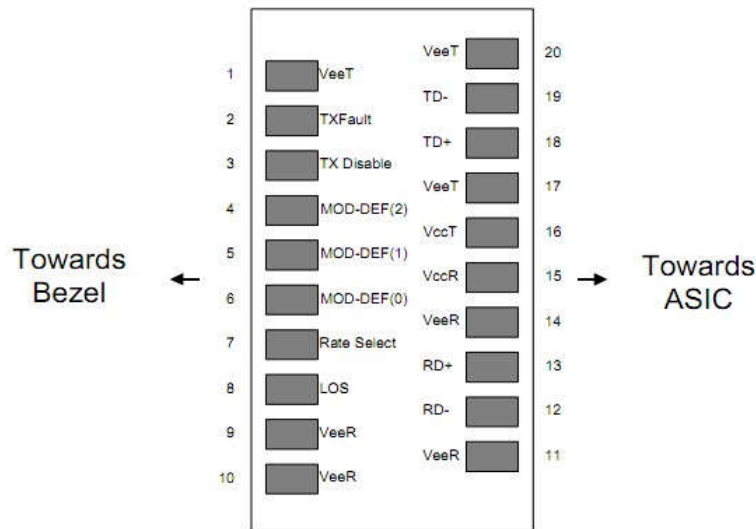 VeeT 20
1 VeeT
TD- 19
2 TXFault
TD+ 18
3 TX Disable
VeeT 17
4 MOD-DEF(2)
VccT 16
5 MOD-DEF(1)
Towards
Bezel
VccR 15
Towards
ASIC
6 MOD-DEF(0)
VeeR 14
7 Rate Select
RD+ 13
8 LOS
RD- 12
9 VeeR
VeeR 11
10 VeeR